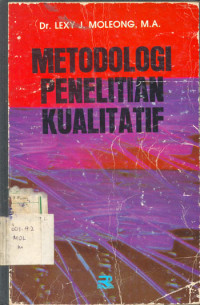 Dr. LEXY J. MOLEONG, M.A.
METODOLOGI
PENELITIAN
KUALITATIF